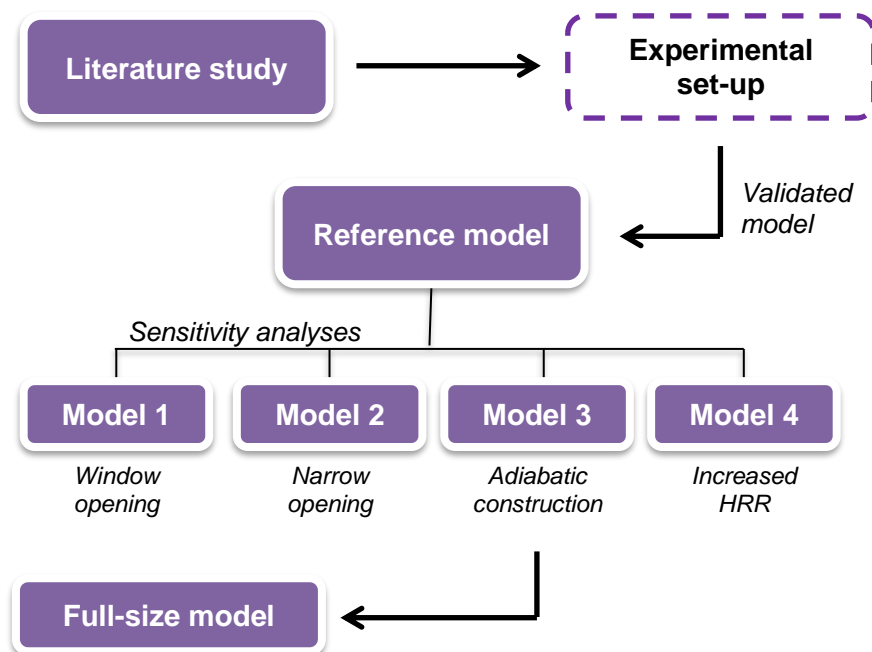 Literature study
Experimental
set-up
Validated
model
Reference model
Sensitivity analyses
Model 1
Model 2
Model 3
Model 4
Window
opening
Narrow
opening
Adiabatic
construction
Increased
HRR
Full-size model